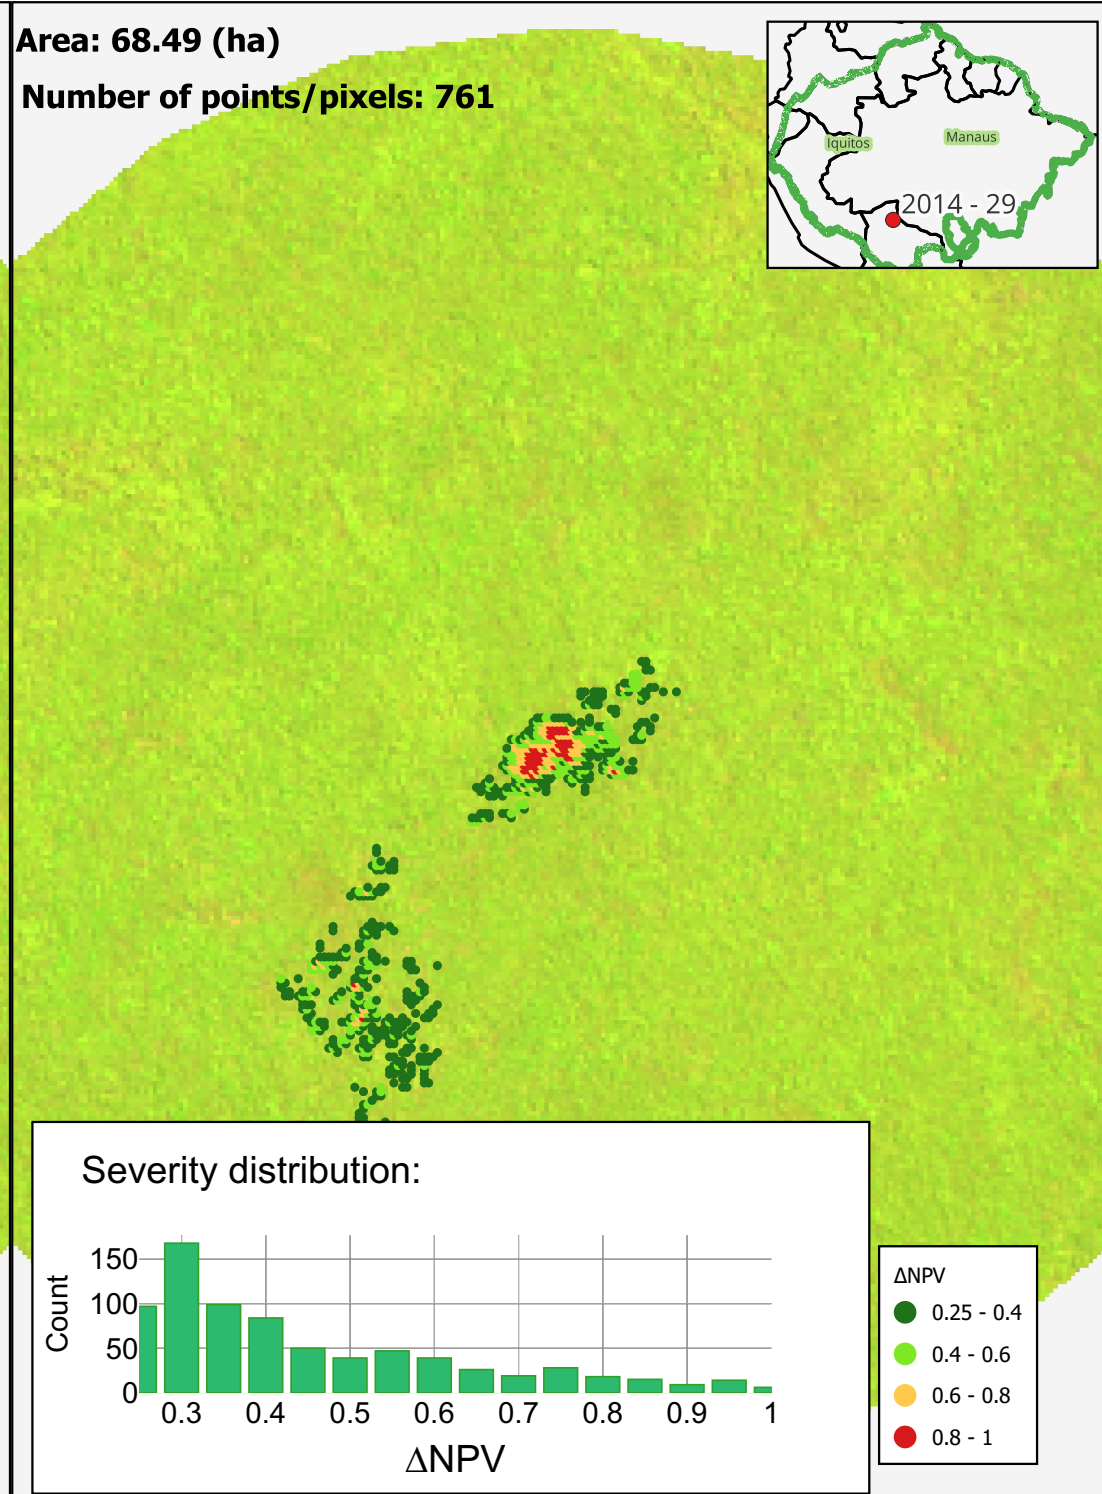 Area: 68.49 (ha)
Number of points/pixels: 761
Iquitos
Manaus
2014 - 29
Severity distribution:
150
100
50
0
Count
0.3 0.4 0.5 0.6 0.7 0.8 0.9 1
ΔNPV
ΔNPV
0.25 - 0.4
0.4 - 0.6
0.6 - 0.8
0.8 - 1